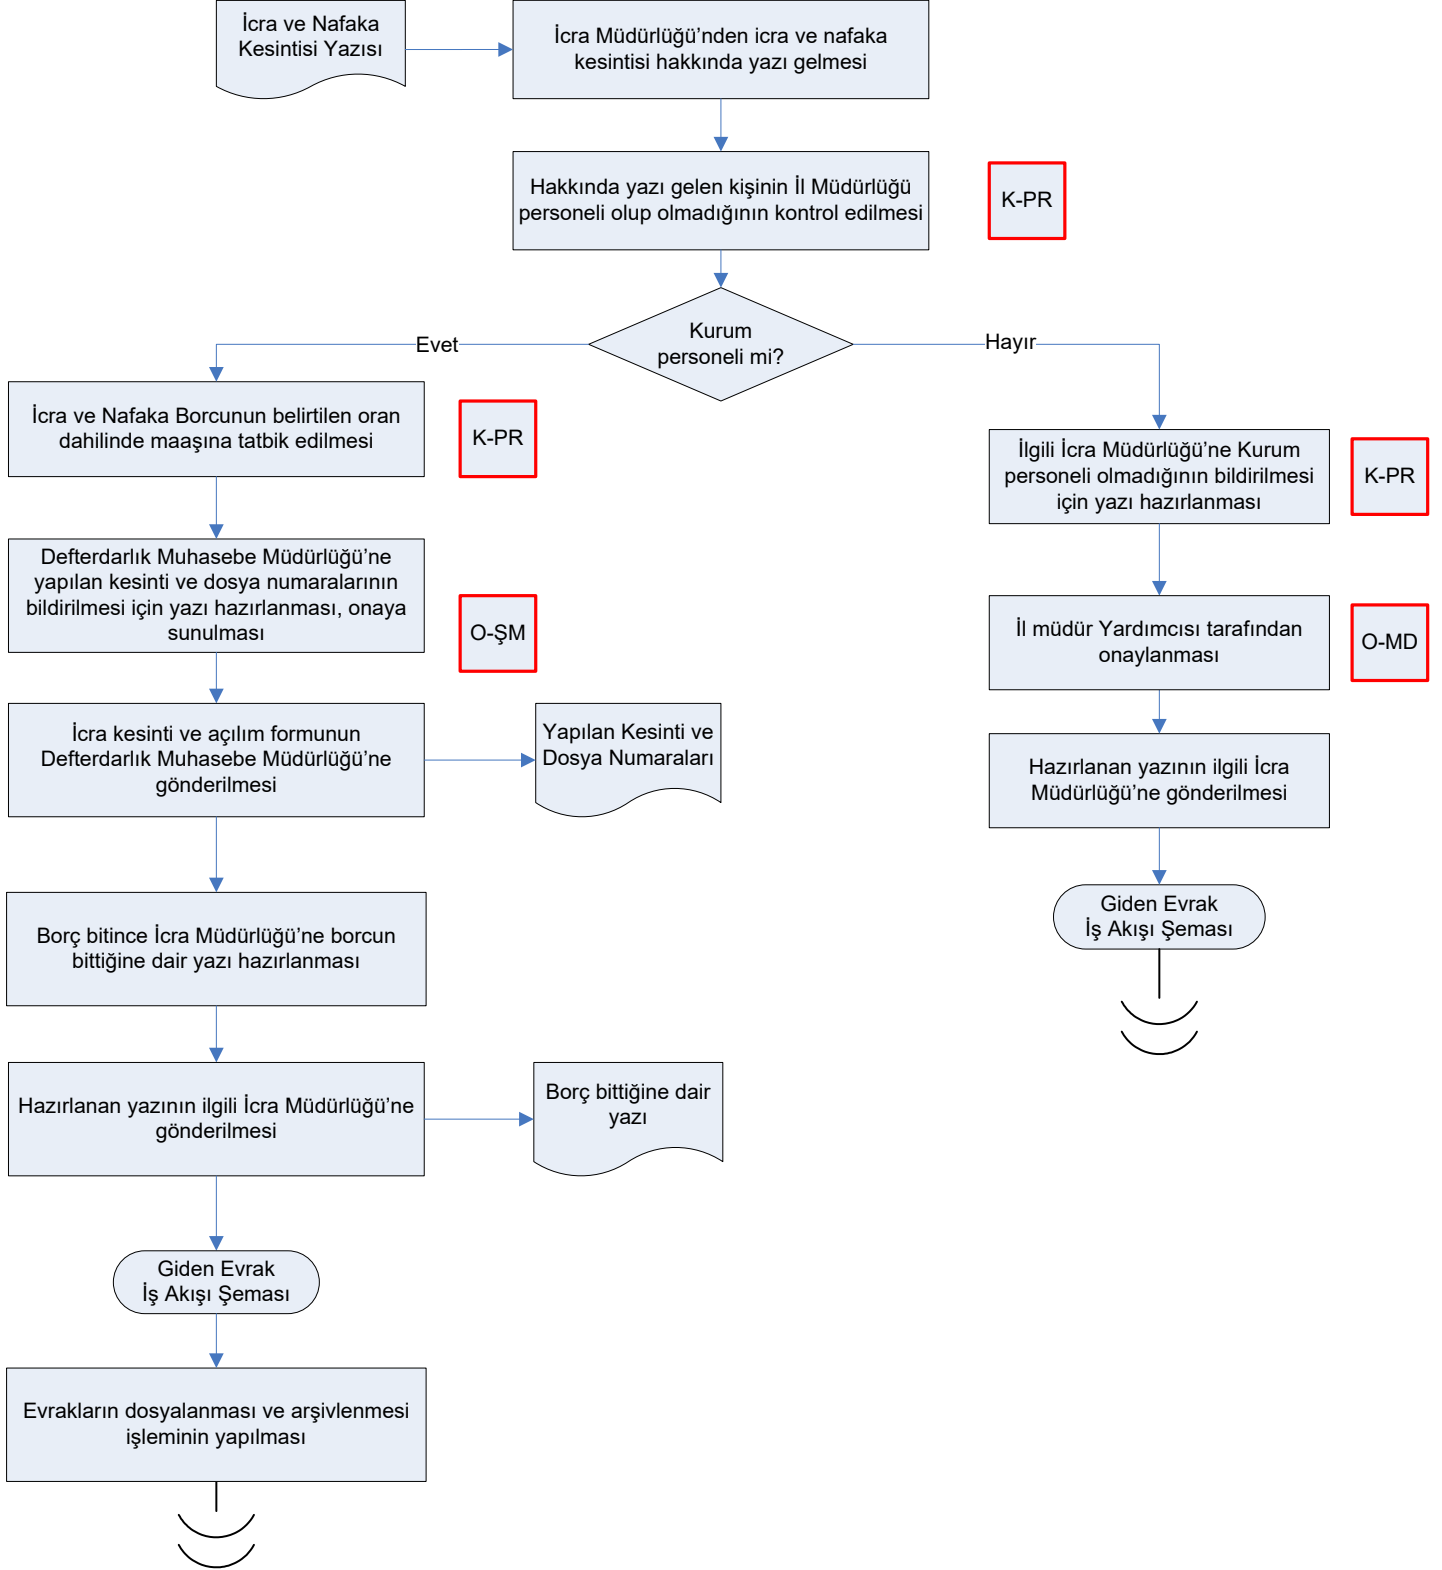 İcra ve Nafaka
Kesintisi Yazısı
İcra Müdürlüğü’nden icra ve nafaka
kesintisi hakkında yazı gelmesi
Hakkında yazı gelen kişinin İl Müdürlüğü
personeli olup olmadığının kontrol edilmesi
K-PR
Kurum
personeli mi?
Evet
Hayır
İcra ve Nafaka Borcunun belirtilen oran
dahilinde maaşına tatbik edilmesi
K-PR
İlgili İcra Müdürlüğü’ne Kurum
personeli olmadığının bildirilmesi
için yazı hazırlanması
K-PR
Defterdarlık Muhasebe Müdürlüğü’ne
yapılan kesinti ve dosya numaralarının
bildirilmesi için yazı hazırlanması, onaya
sunulması
O-ŞM
İl müdür Yardımcısı tarafından
onaylanması
O-MD
İcra kesinti ve açılım formunun
Defterdarlık Muhasebe Müdürlüğü’ne
gönderilmesi
Yapılan Kesinti ve
Dosya Numaraları
Hazırlanan yazının ilgili İcra
Müdürlüğü’ne gönderilmesi
Giden Evrak
İş Akışı Şeması
Borç bitince İcra Müdürlüğü’ne borcun
bittiğine dair yazı hazırlanması
Hazırlanan yazının ilgili İcra Müdürlüğü’ne
gönderilmesi
Borç bittiğine dair
yazı
Giden Evrak
İş Akışı Şeması
Evrakların dosyalanması ve arşivlenmesi
işleminin yapılması